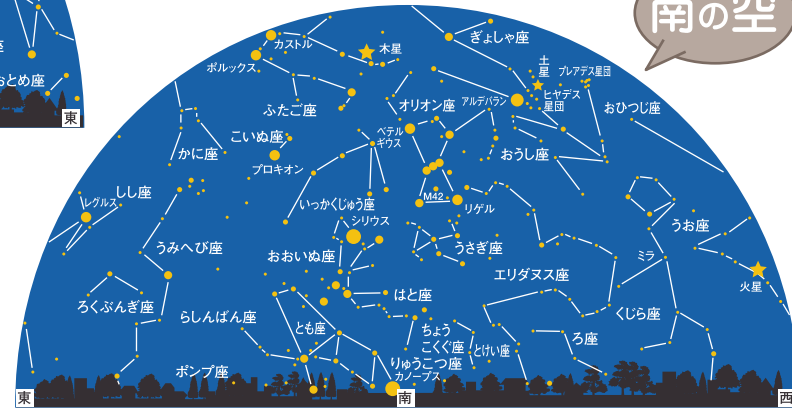 南の空
座
おとめ座
東
カストル
木星
ぎょしゃ座
ポルックス
土星
プレアデス星団
ふたご座
オリオン座
アルデバラン
ヒヤデス
星団
おひつじ座
こいぬ座
ベテル
ギウス
かに座
おうし座
プロキオン
しし座
レグルス
いっかくじゅう座
M42
リゲル
シリウス
うお座
うみへび座
おおいぬ座
うさぎ座
ミラ
エリダヌス座
火星
ろくぶんぎ座
はと座
らしんばん座
くじら座
とも座
ちょう
こくぐ座
とけい座
ろ座
ポンプ座
りゅうこつ座
カノープス
東
南
西